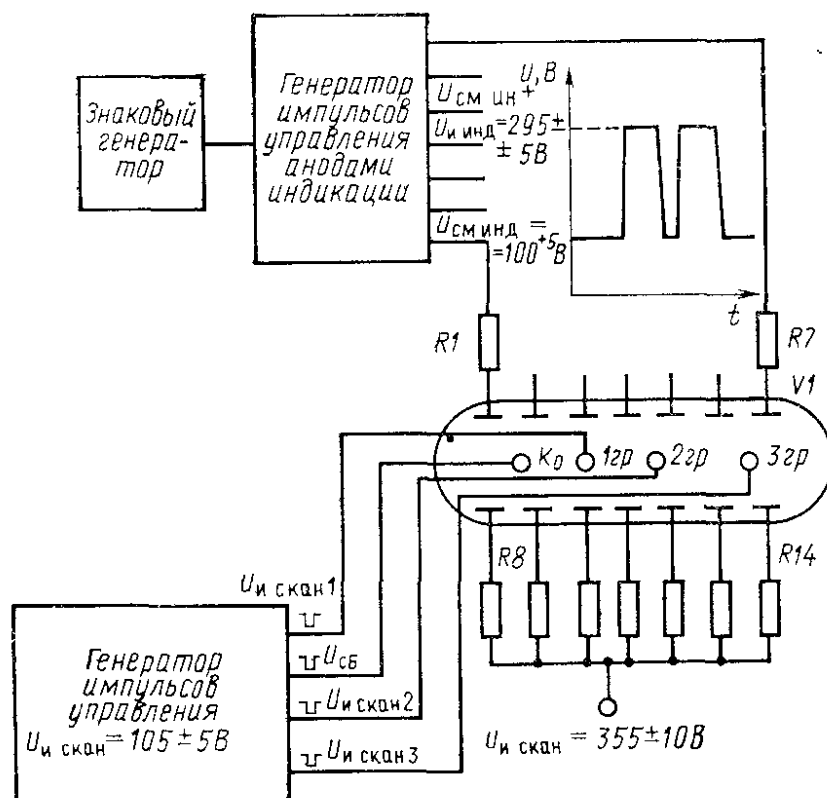 Знаковый
генера-
тор
Генератор
импульсов
управления
анодами
индикации
Uсм ин+
Uи инд=295±
±5В
Uсм инд=
=100+5В
U,В
t
R1
R7
V1
K0
1гр
2гр
3гр
R8
R14
Uи скан1
Uсб
Uи скан2
Uи скан3
Генератор
импульсов
управления
Uи скан=105±5В
Uи скан=355±10В